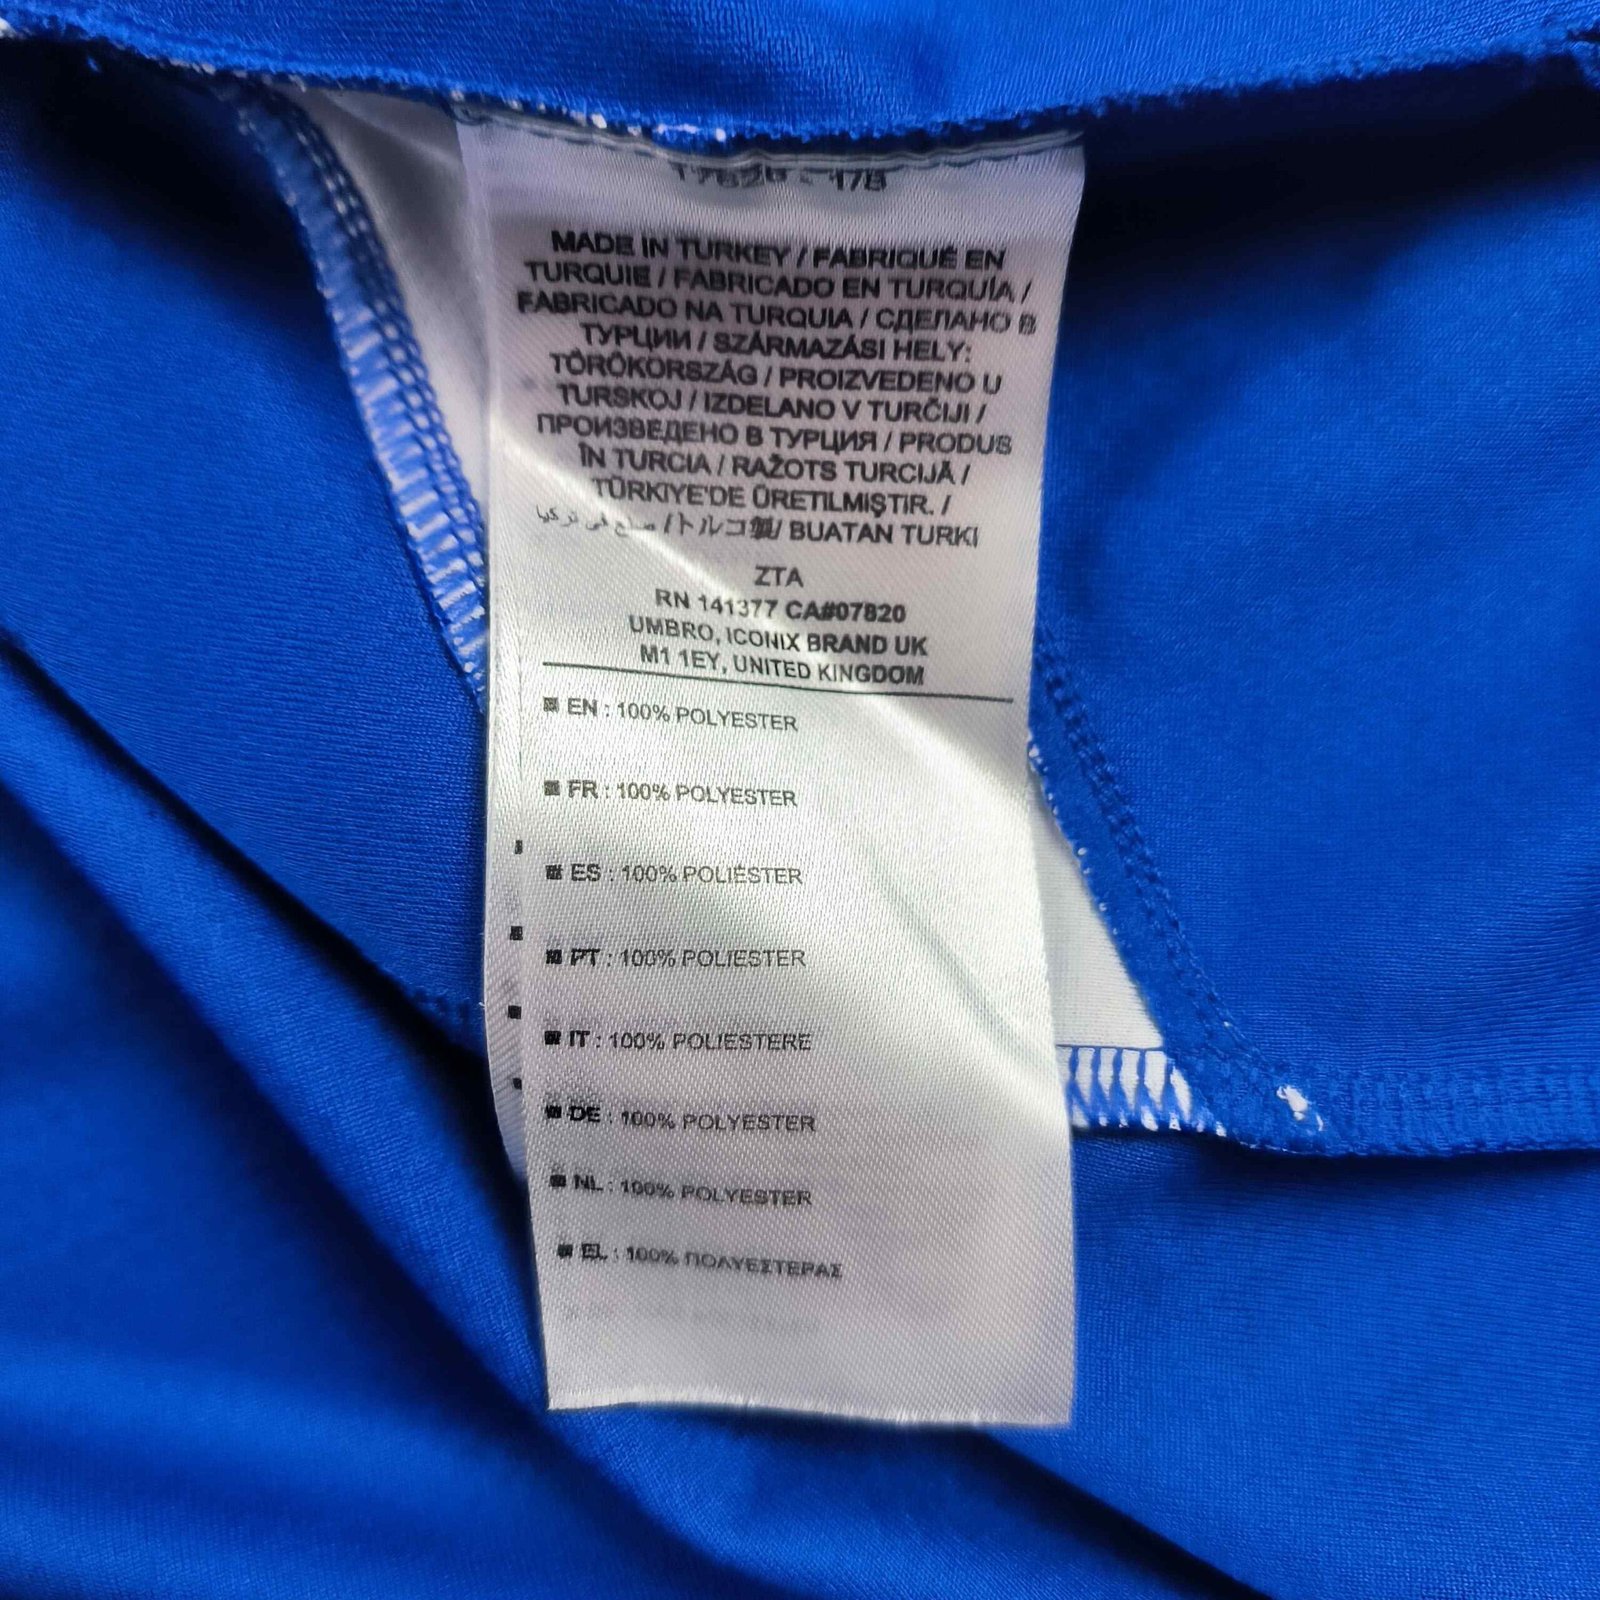 MADE IN TURKEY / FABRIQUÉ EN
TURQUIE / FABRICADO EN TURQUÍA /
FABRICADO NA TURQUIA / СДЕЛАНО В
ТУРЦИИ / SZÁRMAZÁSI HELY:
TÖRÖKORSZÁG / PROIZVEDENO U
TURSKOJ / IZDELANO V TURČIJI /
ПРОИЗВЕДЕНО В ТУРЦИЯ / PRODUS
ÎN TURCIA / RAŽOTS TURCIJĀ /
TÜRKIYE'DE ÜRETILMIŞTIR. /
صنع في تركيا /トルコ製/ BUATAN TURKI
ZTA
RN 141377 CA#07820
UMBRO, ICONIX BRAND UK
M1 1EY, UNITED KINGDOM
EN : 100% POLYESTER
FR : 100% POLYESTER
ES : 100% POLIÉSTER
PT : 100% POLIESTER
IT : 100% POLIESTERE
DE : 100% POLYESTER
NL : 100% POLYESTER
EL : 100% ΠΟΛΥΕΣΤΕΡΑΣ